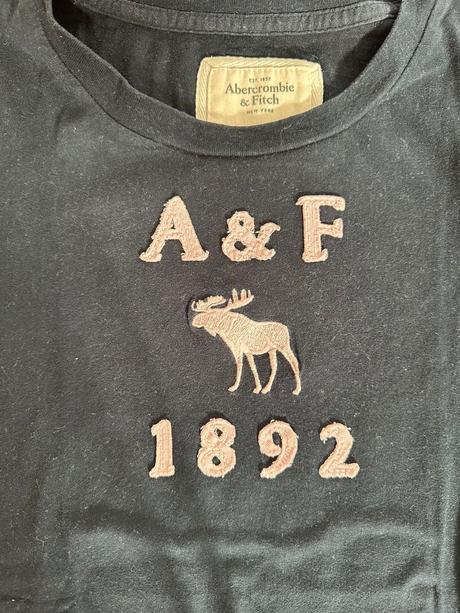 EST. 1892
Abercrombie
& Fitch
NEW YORK
A & F
1892